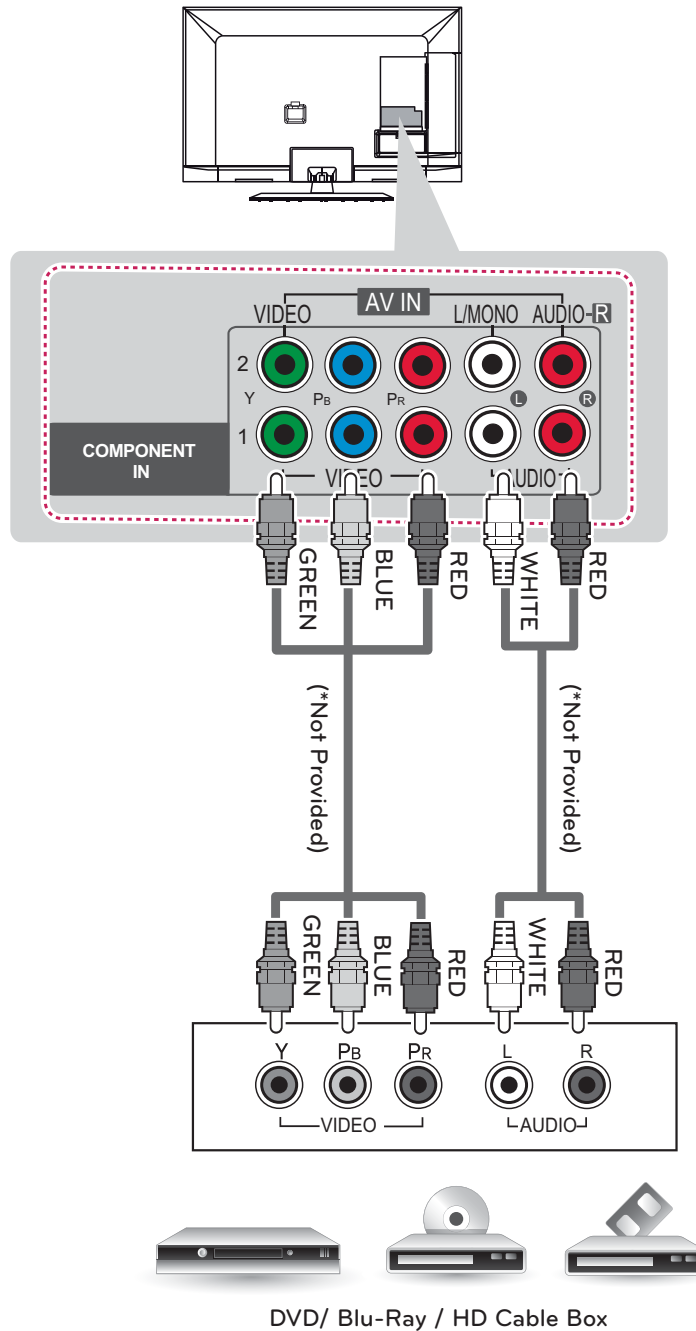 AV IN
VIDEO L/MONO AUDIO R
2
Y PB PR L R
1
COMPONENT
IN
VIDEO AUDIO
GREEN BLUE RED WHITE RED
(*Not Provided) (*Not Provided)
GREEN BLUE RED WHITE RED
Y PB PR L R
VIDEO AUDIO
DVD/ Blu-Ray / HD Cable Box